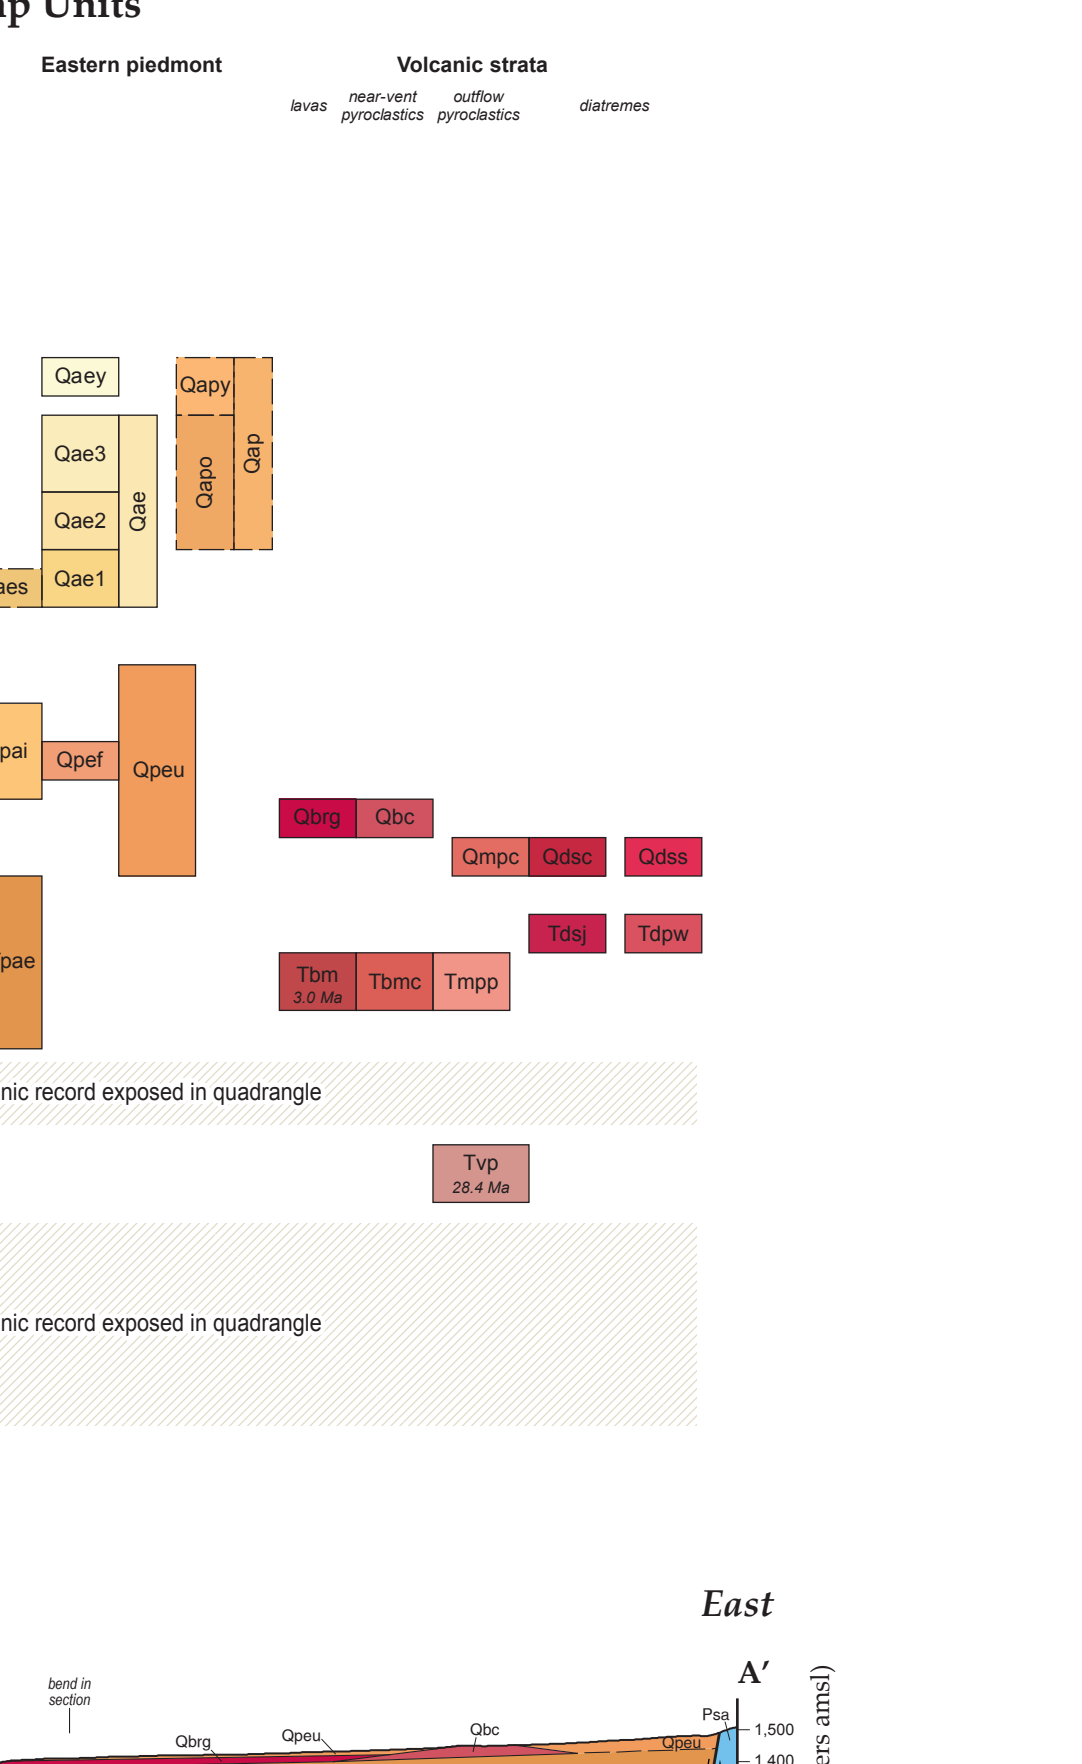 p Units
Eastern piedmont
Volcanic strata
lavas
near-vent
pyroclastics
outflow
pyroclastics
diatremes
Qaey
Qapy
Qap
Qae3
Qapo
Qae
Qae2
Qae1
aes
pai
Qpef
Qpeu
Qbrg
Qbc
Qmpc
Qdsc
Qdss
Tdsj
Tdpw
pae
Tbm
3.0 Ma
Tbmc
Tmpp
nic record exposed in quadrangle
Tvp
28.4 Ma
nic record exposed in quadrangle
East
A′
ers amsl)
bend in
section
Psa
1,500
Qbrg
Qpeu
Qbc
Qpeu
1,400